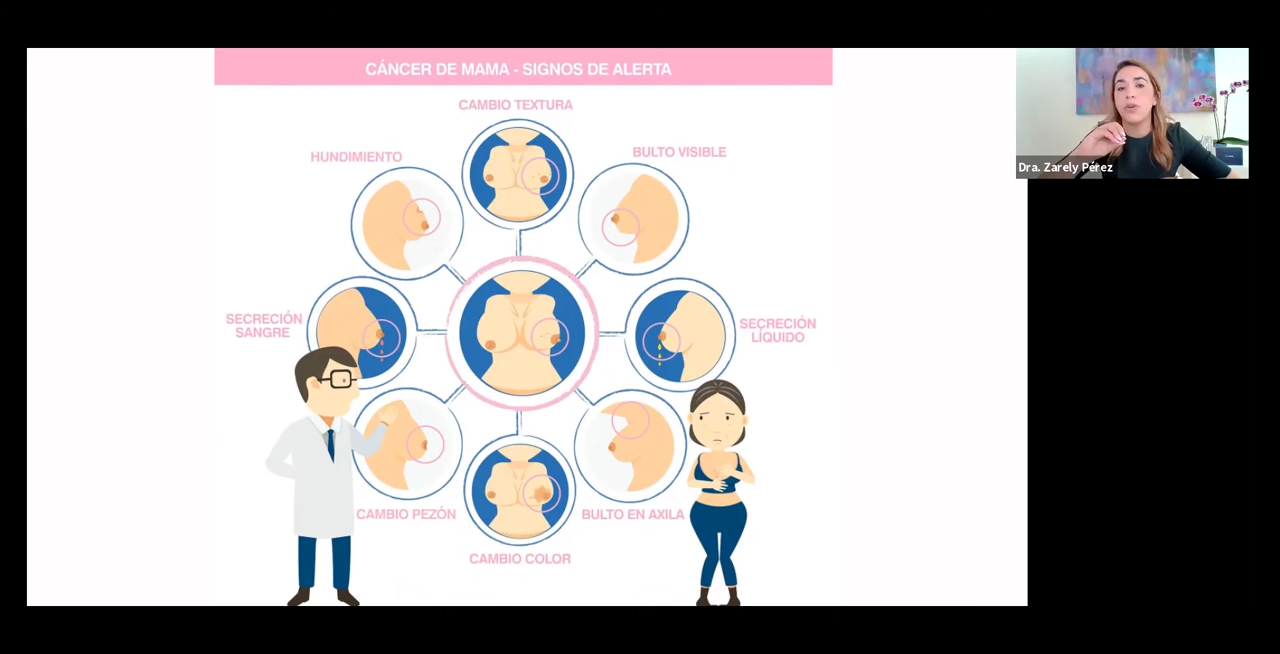 CÁNCER DE MAMA - SIGNOS DE ALERTA
CAMBIO TEXTURA
HUNDIMIENTO
BULTO VISIBLE
SECRECIÓN
SANGRE
SECRECIÓN
LÍQUIDO
CAMBIO PEZÓN
BULTO EN AXILA
CAMBIO COLOR
Dra. Zarely Pérez